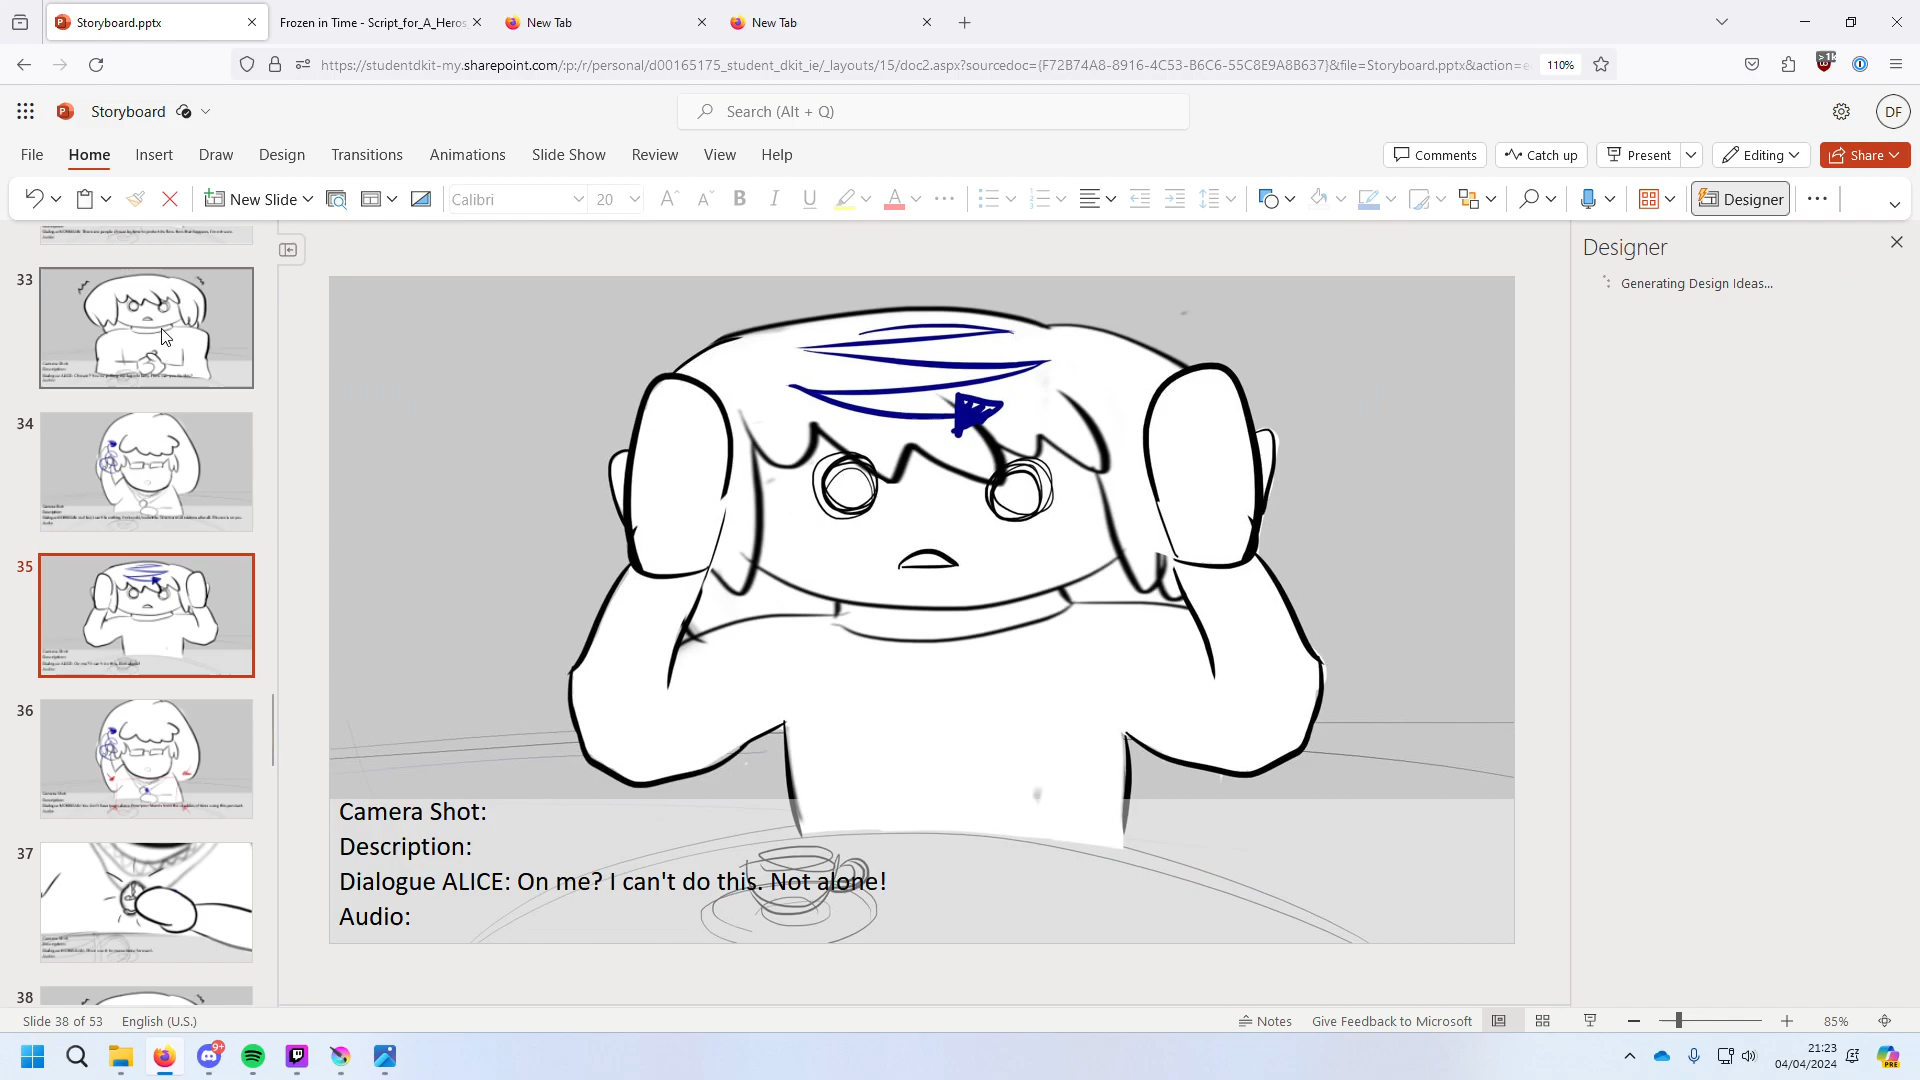 Storyboard.pptx
Frozen in Time - Script_for_A_Heros
New Tab
New Tab
https://studentdkit-my.sharepoint.com/:p:/r/personal/d00165175_student_dkit_ie/_layouts/15/doc2.aspx?sourcedoc={F72B74A8-8916-4C53-B6C6-55C8E9A8B637}&file=Storyboard.pptx&action=e
110%
Storyboard
Search (Alt + Q)
DF
File Home Insert Draw Design Transitions Animations Slide Show Review View Help
Comments Catch up Present Editing Share
New Slide Calibri 20 B I U A Designer
Designer
Generating Design Ideas...
33
34
35
36
37
38
Camera Shot:
Description:
Dialogue ALICE: On me? I can't do this. Not alone!
Audio:
Slide 38 of 53 English (U.S.) Notes Give Feedback to Microsoft 85%
9+
21:23
04/04/2024
PRE